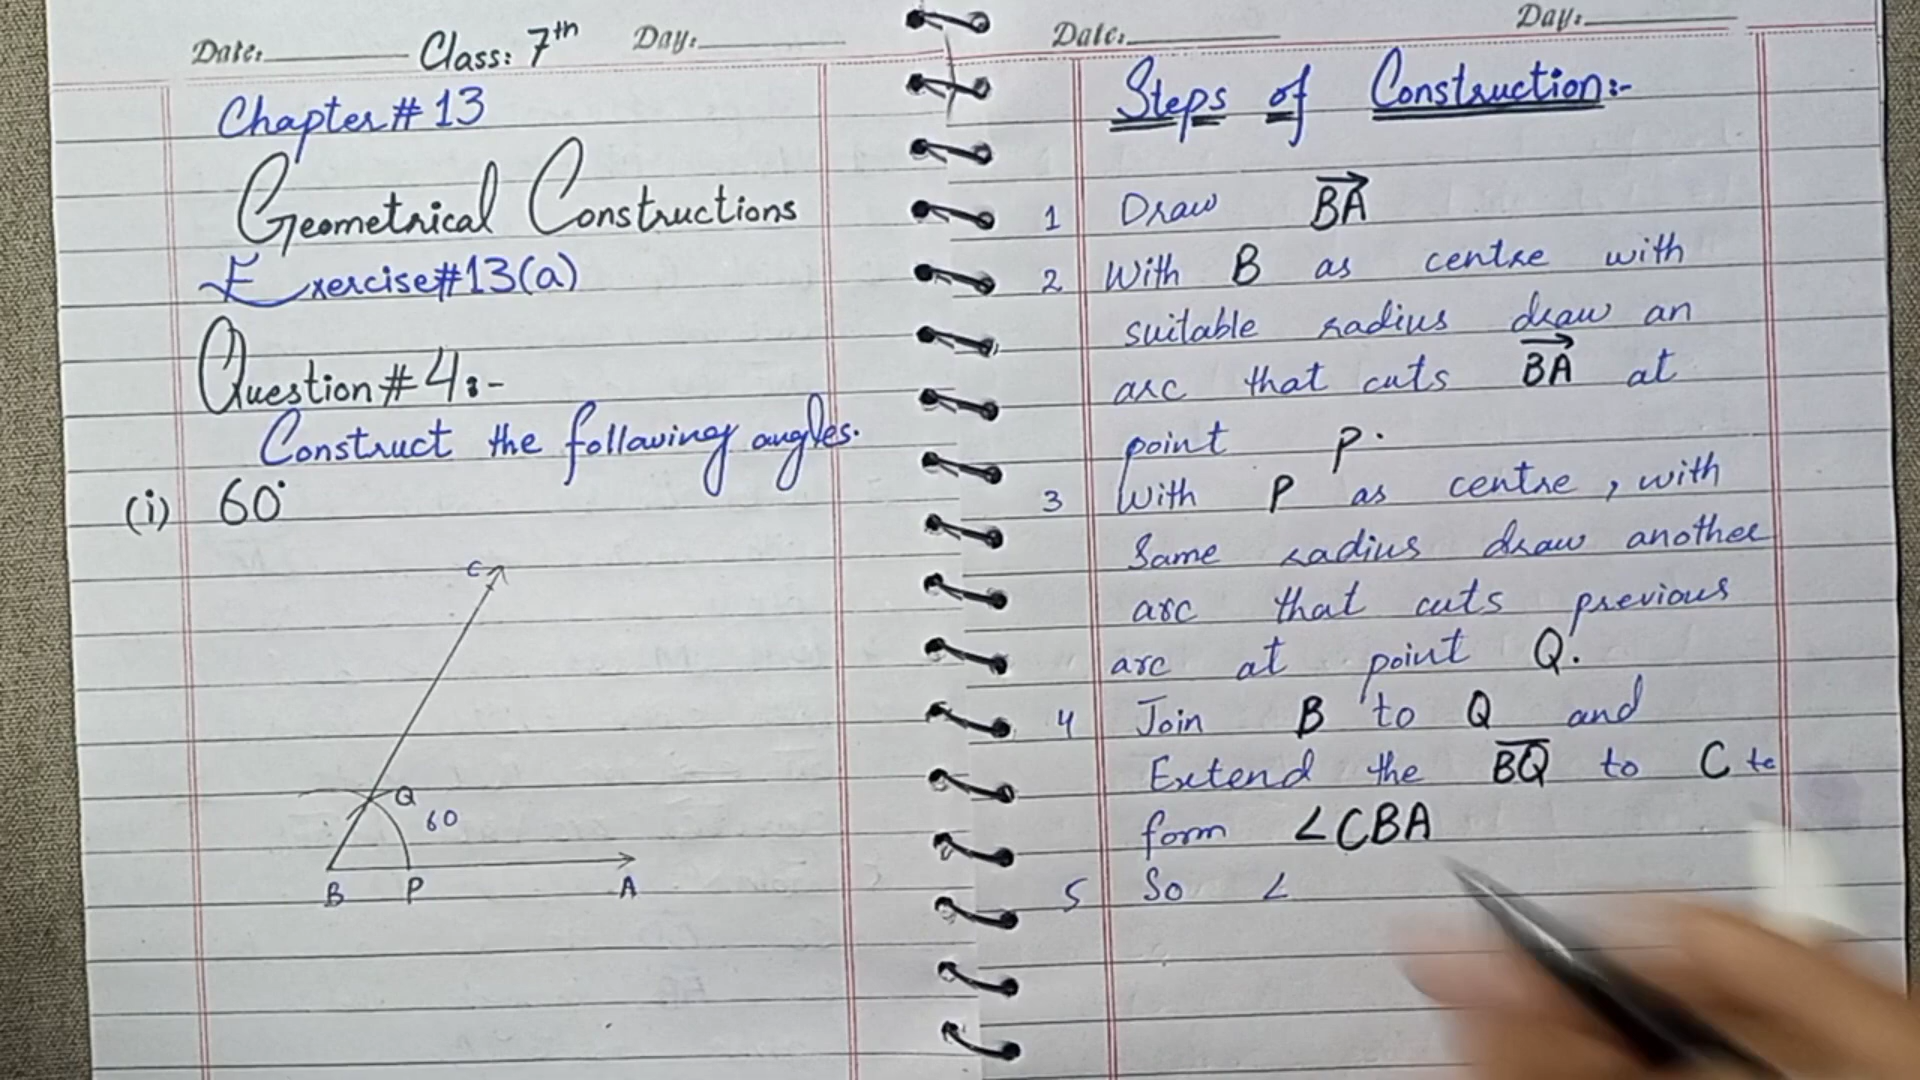 Date: Class: 7th Day:
Chapter # 13
Geometrical Constructions
Exercise#13(a)
Question # 4:-
Construct the following angles.
(i) 60°
C
Q
60
B P A
Date: Day:
Steps of Construction:-
1 Draw BA
2 With B as centre with
suitable radius draw an
arc that cuts BA at
point P.
3 With P as centre, with
Same radius draw another
arc that cuts previous
arc at point Q.
4 Join B to Q and
Extend the BQ to C to
form ∠CBA
5 So ∠